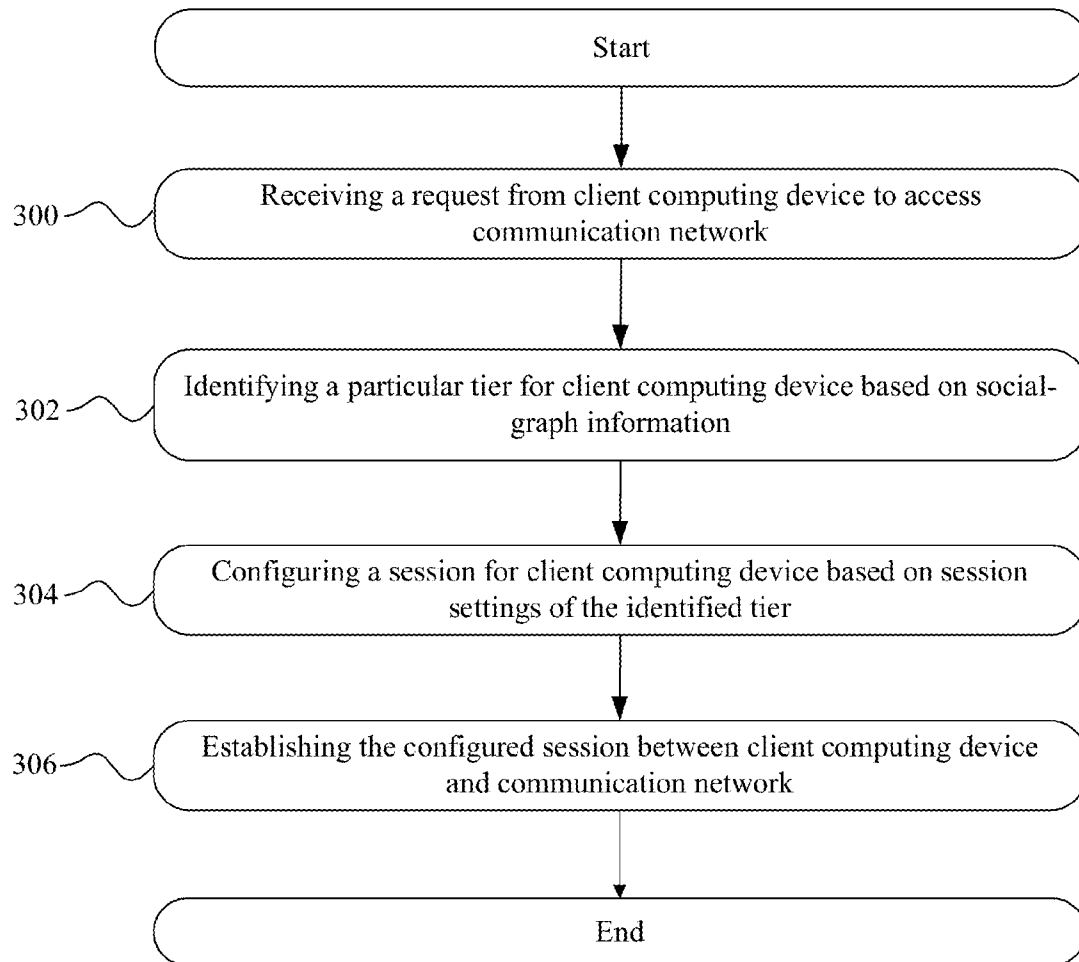 Start
300
Receiving a request from client computing device to access
communication network
302
Identifying a particular tier for client computing device based on social-
graph information
304
Configuring a session for client computing device based on session
settings of the identified tier
306
Establishing the configured session between client computing device
and communication network
End